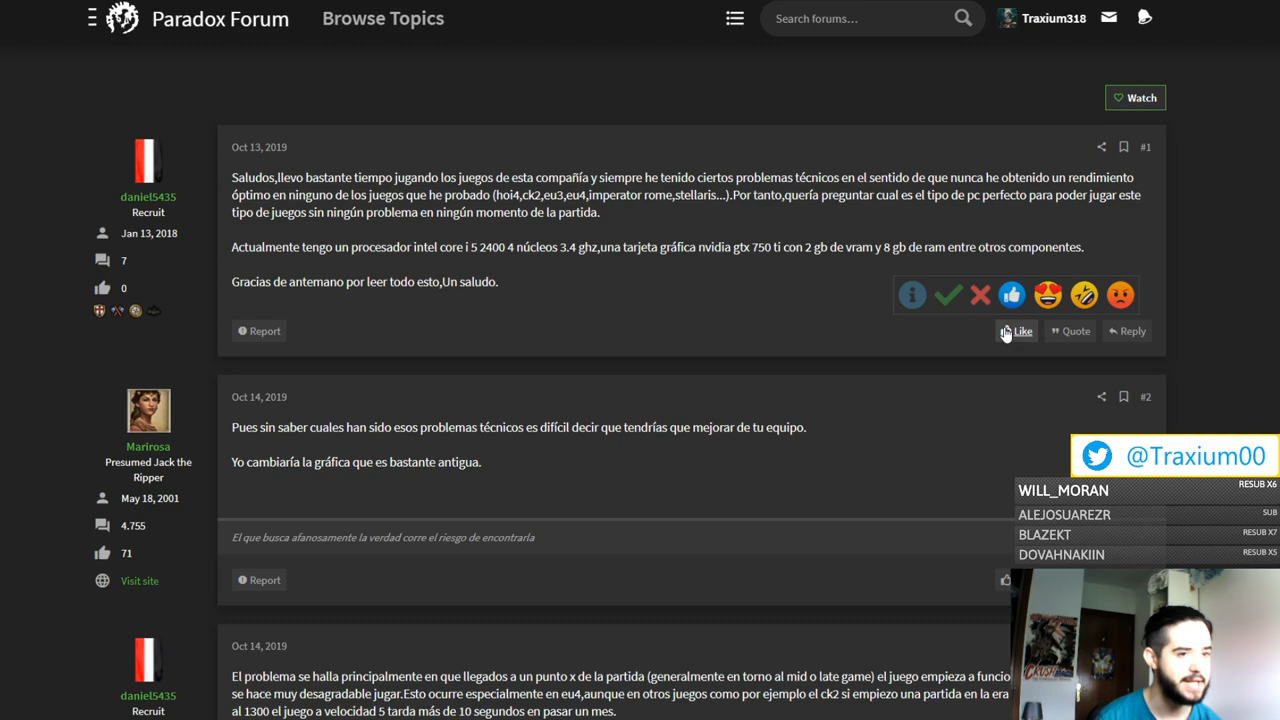 Paradox Forum
Browse Topics
Search forums...
Traxium318
Watch
daniel5435
Recruit
Jan 13, 2018
7
0
Oct 13, 2019
#1
Saludos,llevo bastante tiempo jugando los juegos de esta compañía y siempre he tenido ciertos problemas técnicos en el sentido de que nunca he obtenido un rendimiento
óptimo en ninguno de los juegos que he probado (hoi4,ck2,eu3,eu4,imperator rome,stellaris...).Por tanto,quería preguntar cual es el tipo de pc perfecto para poder jugar este
tipo de juegos sin ningún problema en ningún momento de la partida.
Actualmente tengo un procesador intel core i 5 2400 4 núcleos 3.4 ghz,una tarjeta gráfica nvidia gtx 750 ti con 2 gb de vram y 8 gb de ram entre otros componentes.
Gracias de antemano por leer todo esto,Un saludo.
Report
Like
Quote
Reply
Marirosa
Presumed Jack the
Ripper
May 18, 2001
4.755
71
Visit site
Oct 14, 2019
#2
Pues sin saber cuales han sido esos problemas técnicos es difícil decir que tendrías que mejorar de tu equipo.
Yo cambiaría la gráfica que es bastante antigua.
El que busca afanosamente la verdad corre el riesgo de encontrarla
Report
@Traxium00
WILL_MORAN RESUB X6
ALEJOSUAREZR SUB
BLAZEKT RESUB X7
DOVAHNAKIIN RESUB X5
daniel5435
Recruit
Oct 14, 2019
El problema se halla principalmente en que llegados a un punto x de la partida (generalmente en torno al mid o late game) el juego empieza a funcio
se hace muy desagradable jugar.Esto ocurre especialmente en eu4,aunque en otros juegos como por ejemplo el ck2 si empiezo una partida en la era
al 1300 el juego a velocidad 5 tarda más de 10 segundos en pasar un mes.